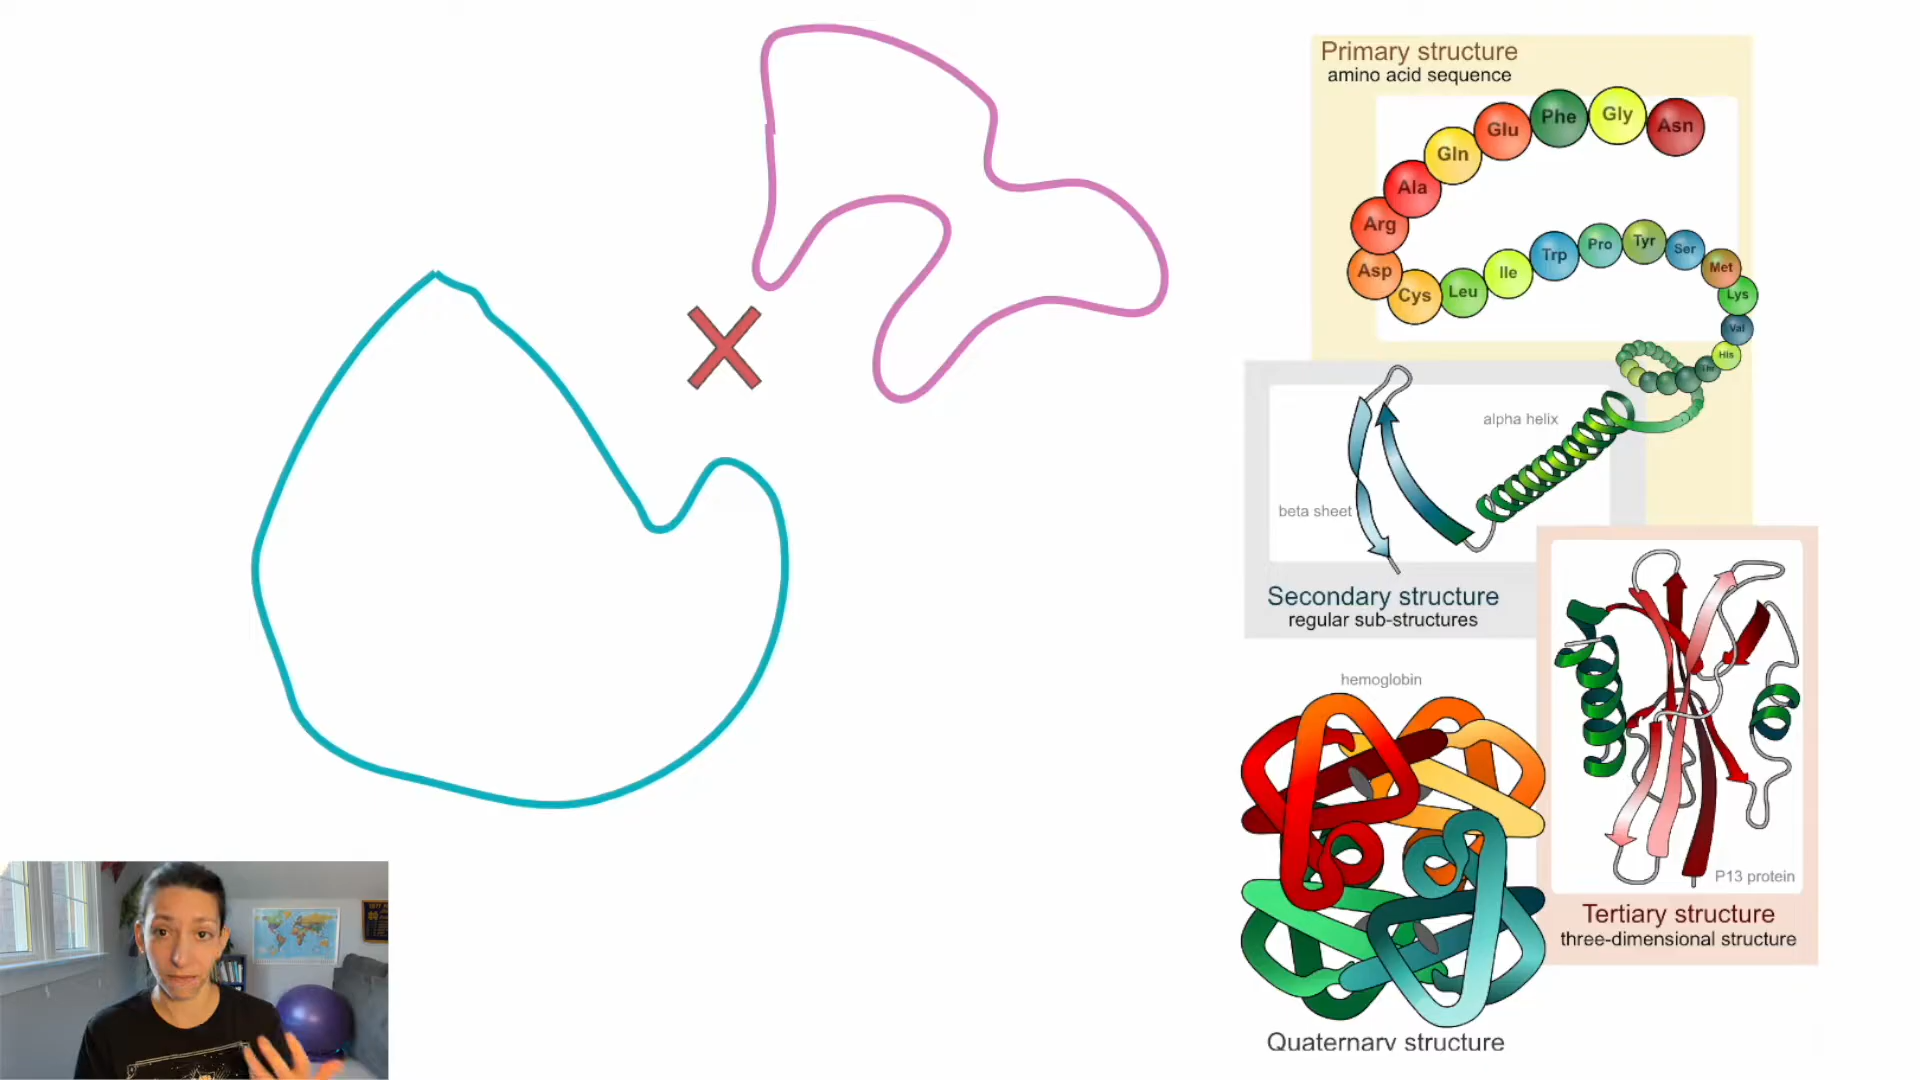 Primary structure
amino acid sequence
Asn
Gly
Phe
Glu
Gln
Ala
Arg
Asp
Cys
Leu
Ile
Trp
Pro
Tyr
Ser
Met
Lys
Val
His
Thr
alpha helix
beta sheet
Secondary structure
regular sub-structures
hemoglobin
P13 protein
Tertiary structure
three-dimensional structure
Quaternary structure